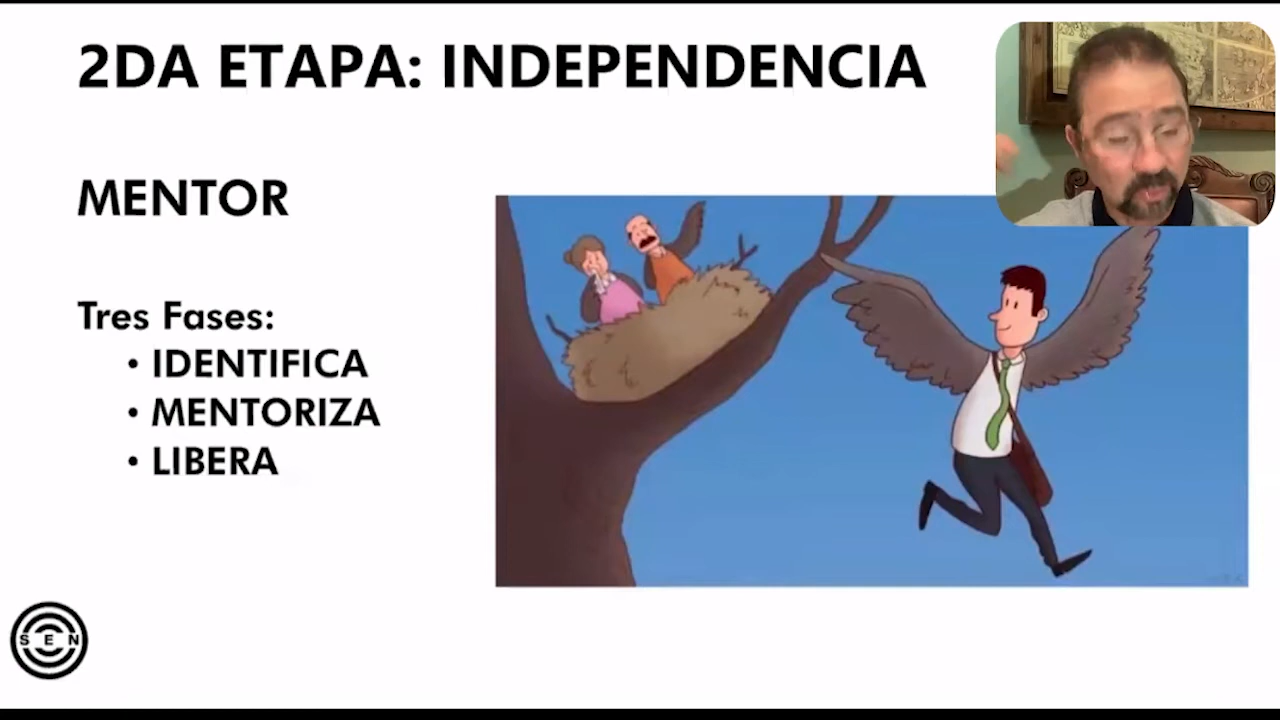 2DA ETAPA: INDEPENDENCIA
MENTOR
Tres Fases:
• IDENTIFICA
• MENTORIZA
• LIBERA
S E N